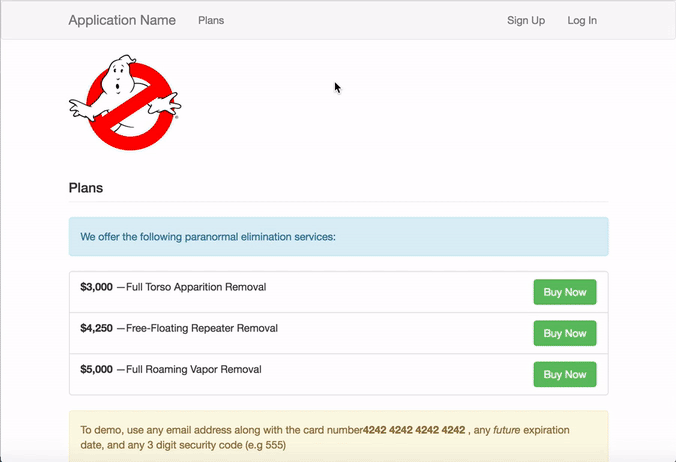 Application Name Plans Sign Up Log In
Plans
We offer the following paranormal elimination services:
$3,000 —Full Torso Apparition Removal Buy Now
$4,250 —Free-Floating Repeater Removal Buy Now
$5,000 —Full Roaming Vapor Removal Buy Now
To demo, use any email address along with the card number4242 4242 4242 4242 , any future expiration
date, and any 3 digit security code (e.g 555)